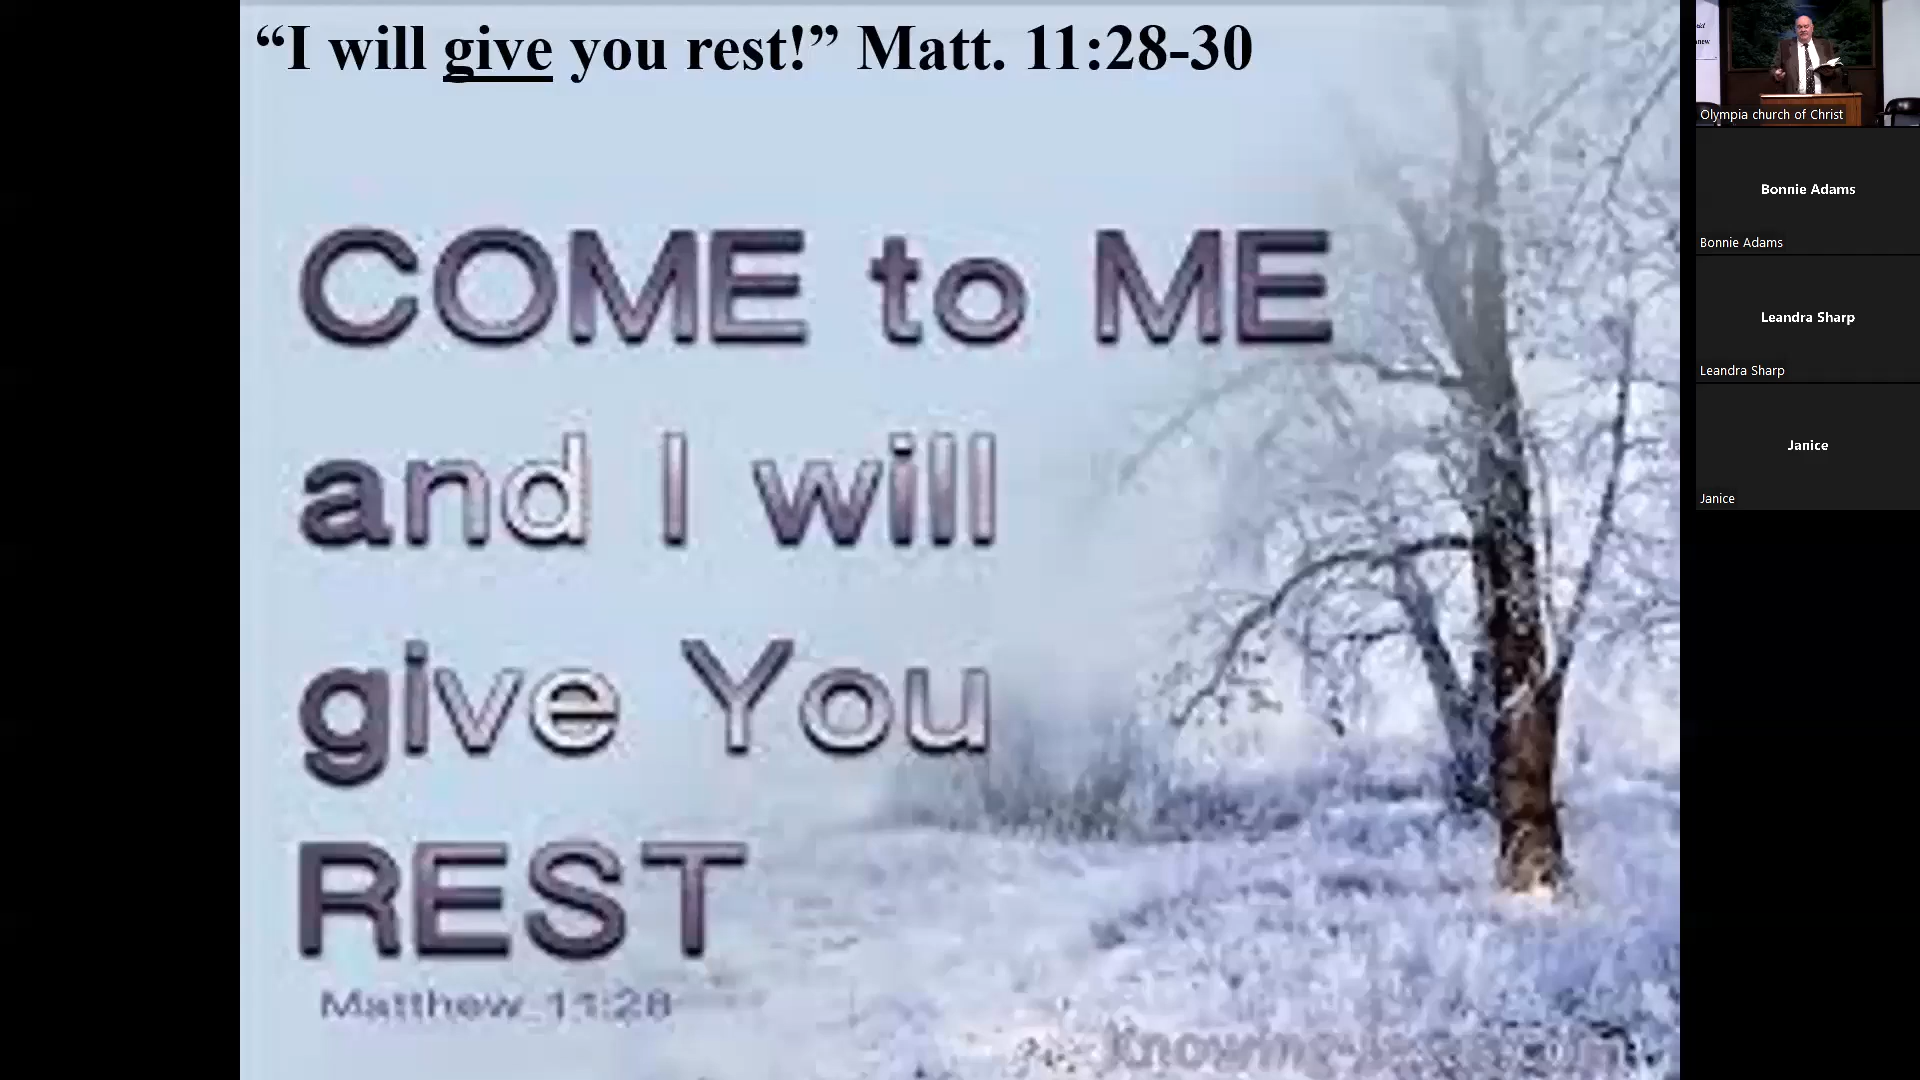 “I will give you rest!” Matt. 11:28-30
COME to ME
and I will
give You
REST
Matthew 11:28
Olympia church of Christ
Bonnie Adams
Bonnie Adams
Leandra Sharp
Leandra Sharp
Janice
Janice